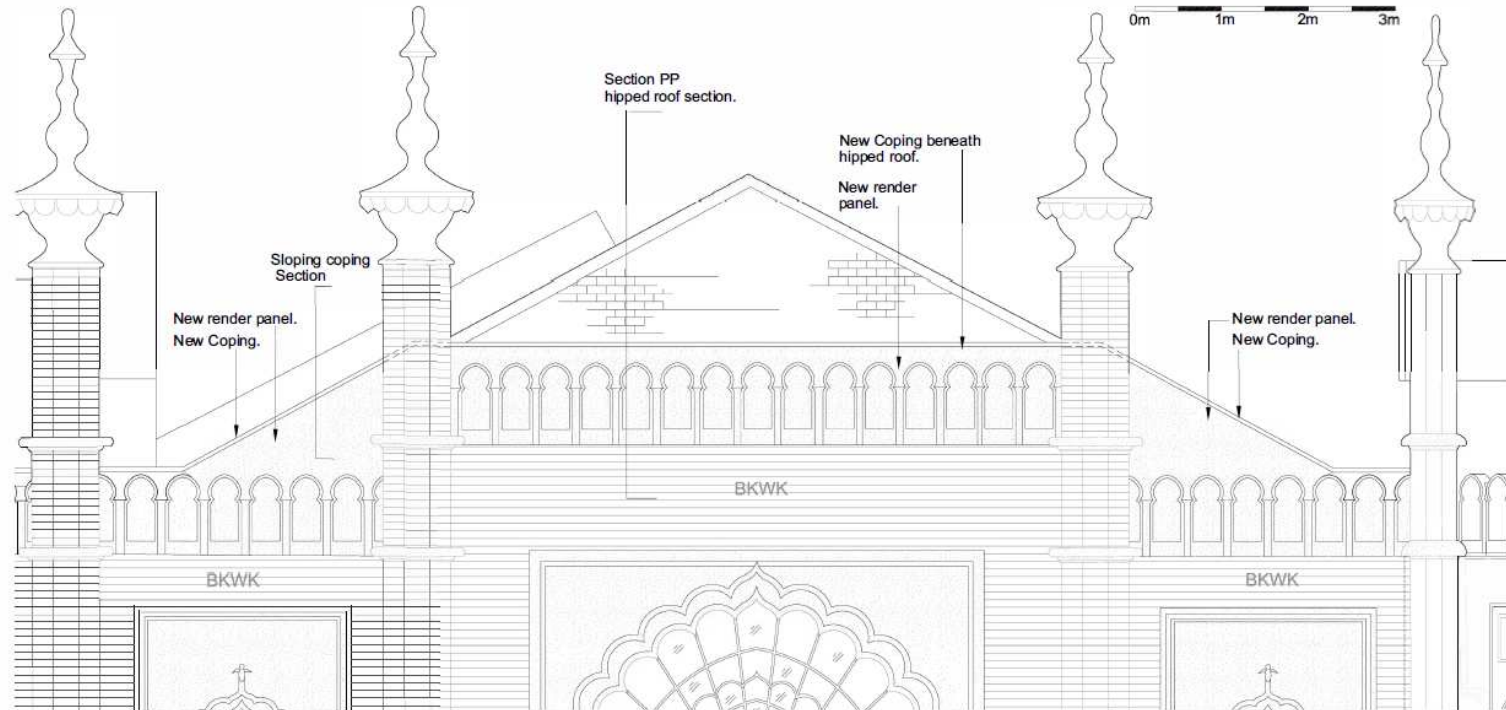 0m 1m 2m 3m
Section PP
hipped roof section.
New Coping beneath
hipped roof.
New render
panel.
Sloping coping
Section
New render panel.
New Coping.
New render panel.
New Coping.
BKWK
BKWK
BKWK